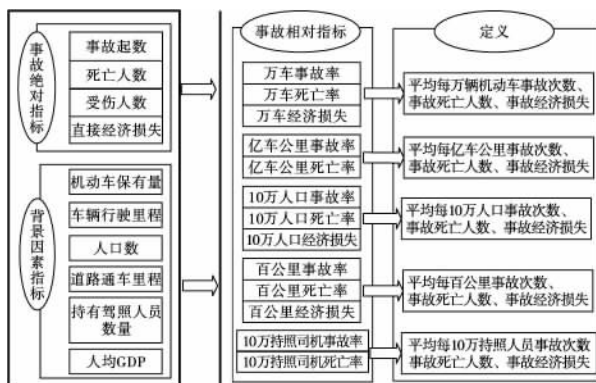 事故绝对指标
事故起数
死亡人数
受伤人数
直接经济损失
背景因素指标
机动车保有量
车辆行驶里程
人口数
道路通车里程
持有驾照人员
数量
人均GDP
事故相对指标
万车事故率
万车死亡率
万车经济损失
亿车公里事故率
亿车公里死亡率
10万人口事故率
10万人口死亡率
10万人口经济损失
百公里事故率
百公里死亡率
百公里经济损失
10万持照司机事故率
10万持照司机死亡率
定义
平均每万辆机动车事故次数、
事故死亡人数、事故经济损失
平均每亿车公里事故次数、
事故死亡人数、事故经济损失
平均每10万人口事故次数、
事故死亡人数、事故经济损失
平均每百公里事故次数、
事故死亡人数、事故经济损失
平均每10万持照人员事故次数
事故死亡人数、事故经济损失